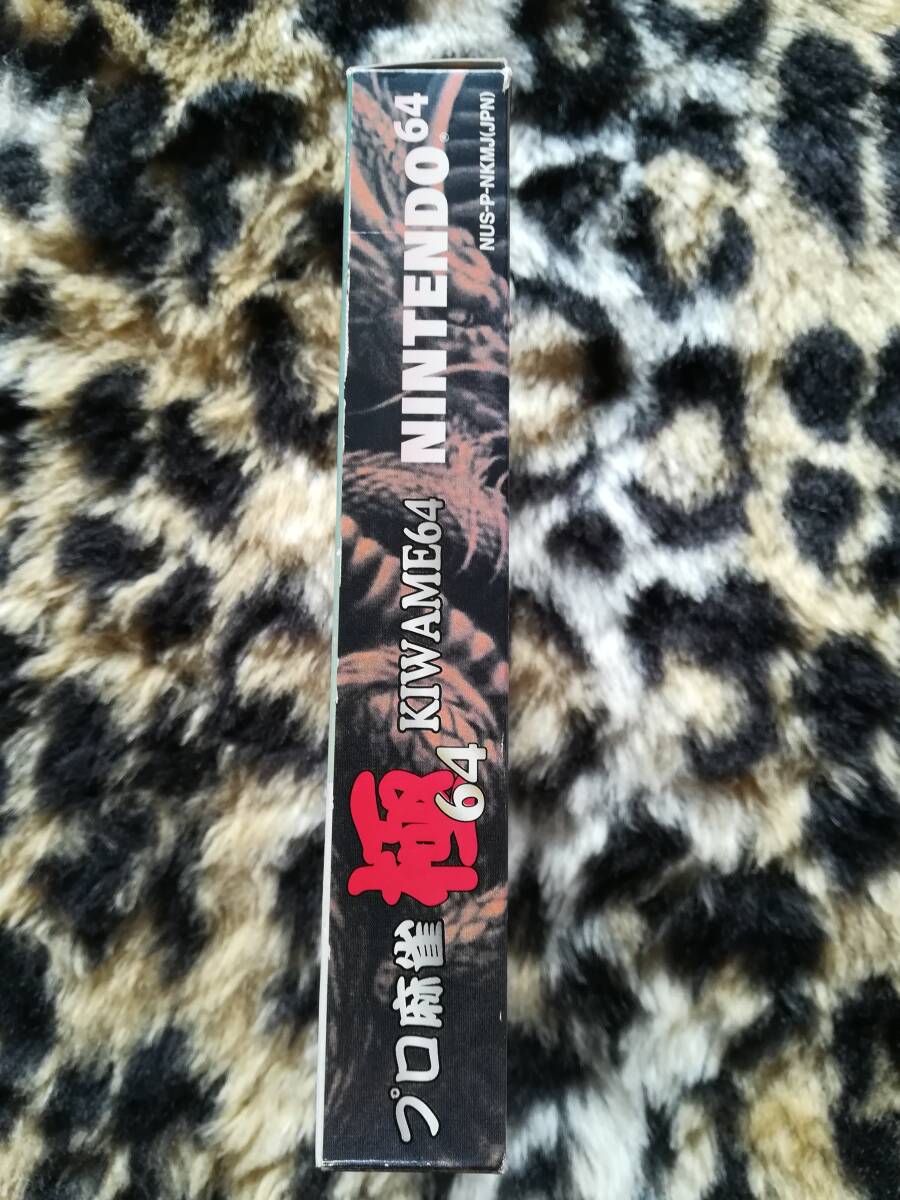 プロ麻雀 極64 KIWAME64 NINTENDO64®
NUS-P-NKMJ(JPN)